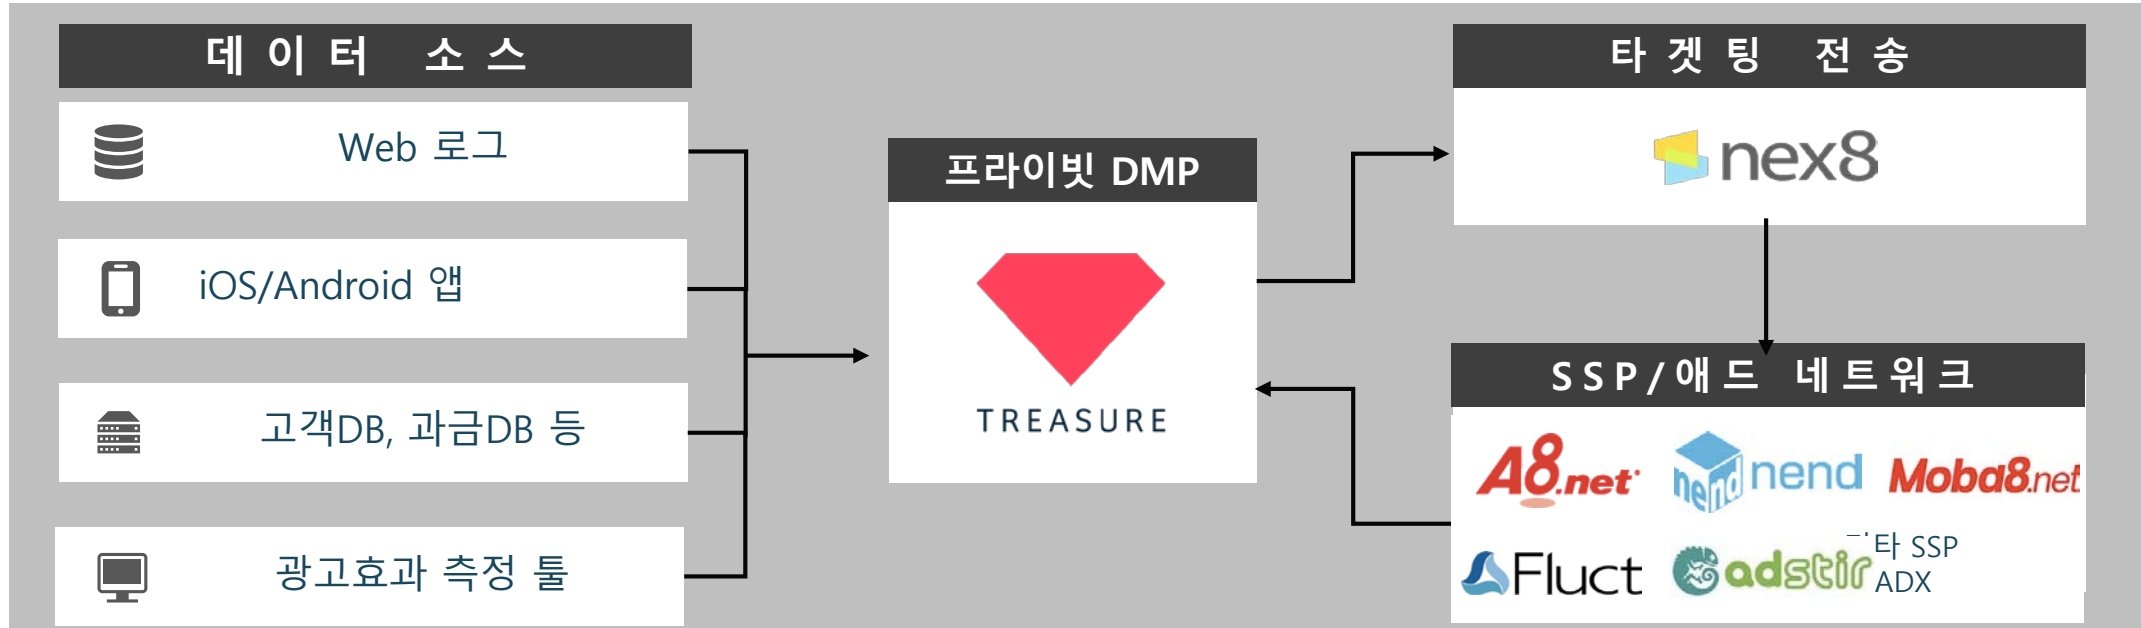 데이터 소스
Web 로그
iOS/Android 앱
고객DB, 과금DB 등
광고효과 측정 툴
프라이빗 DMP
TREASURE
타겟팅 전송
nex8
SSP/애드 네트워크
A8.net
nend nend
Moba8.net
Fluct
adstir
SSP
ADX